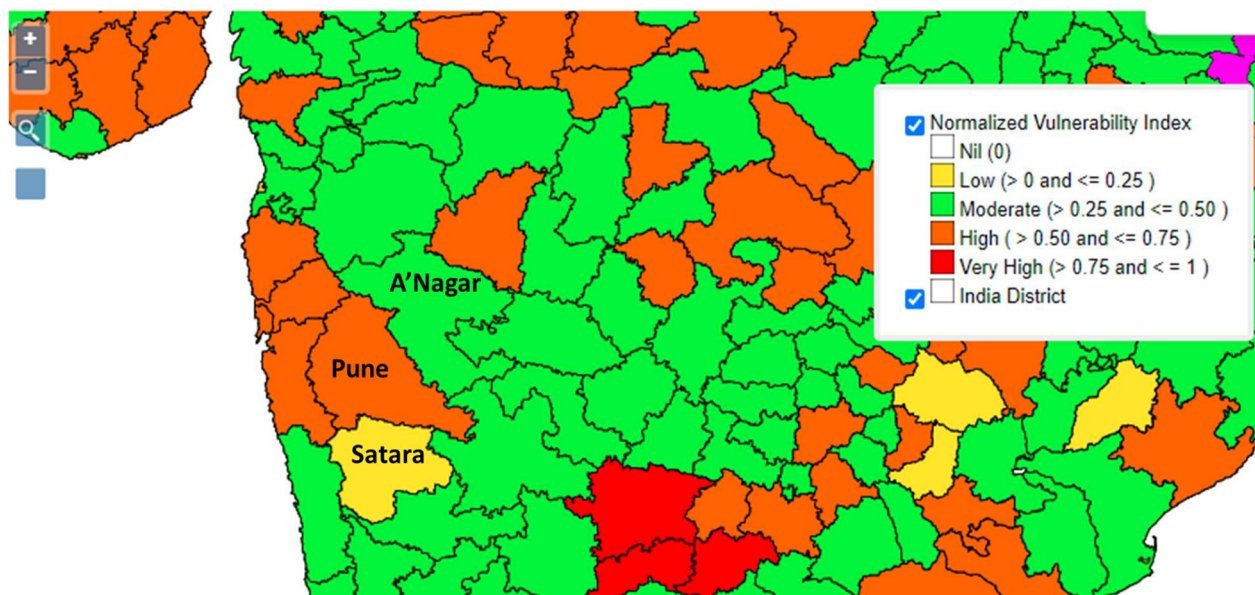 +
−
Normalized Vulnerability Index
Nil (0)
Low (> 0 and <= 0.25 )
Moderate (> 0.25 and <= 0.50 )
High ( > 0.50 and <= 0.75 )
Very High (> 0.75 and < = 1 )
India District
A’Nagar
Pune
Satara